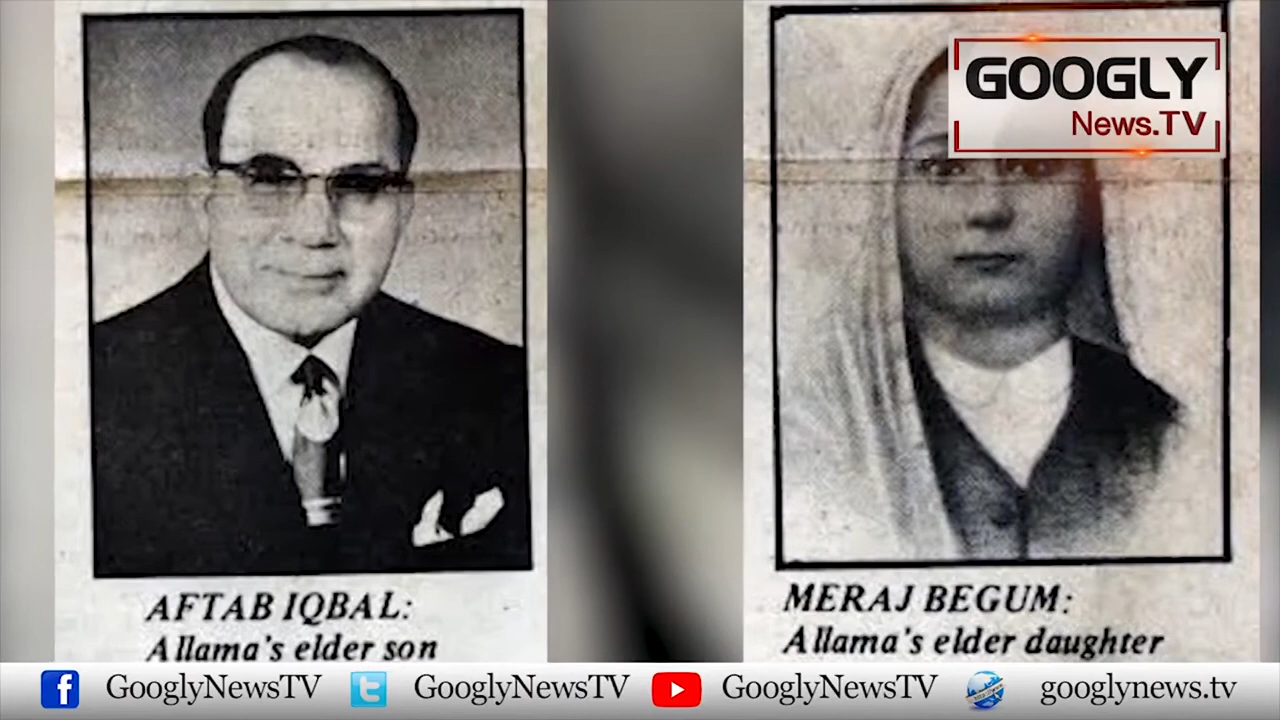 GOOGLY
News.TV
AFTAB IQBAL:
Allama's elder son
MERAJ BEGUM:
Allama's elder daughter
GooglyNewsTV
GooglyNewsTV
GooglyNewsTV
googlynews.tv